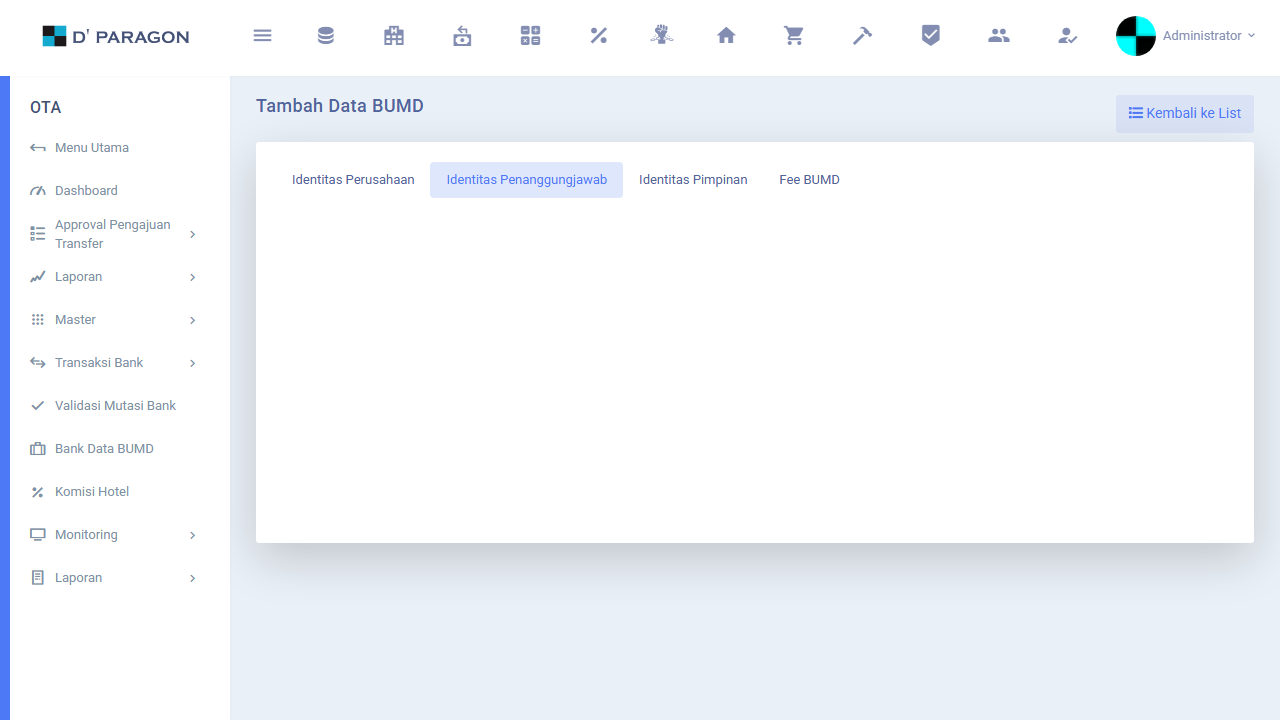 D' PARAGON
Administrator
OTA
Menu Utama
Dashboard
Approval Pengajuan
Transfer
Laporan
Master
Transaksi Bank
Validasi Mutasi Bank
Bank Data BUMD
Komisi Hotel
Monitoring
Laporan
Tambah Data BUMD
Kembali ke List
Identitas Perusahaan
Identitas Penanggungjawab
Identitas Pimpinan
Fee BUMD